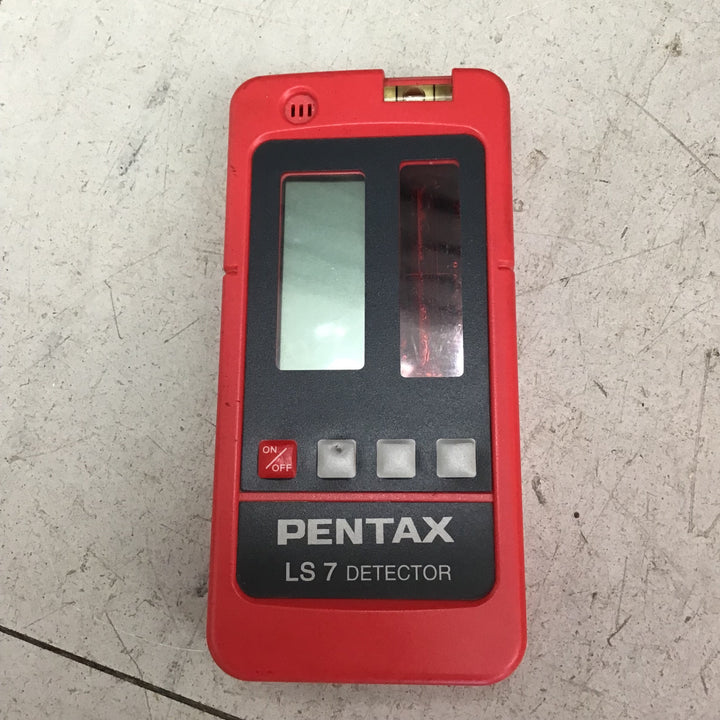 ON/OFF
PENTAX
LS 7 DETECTOR